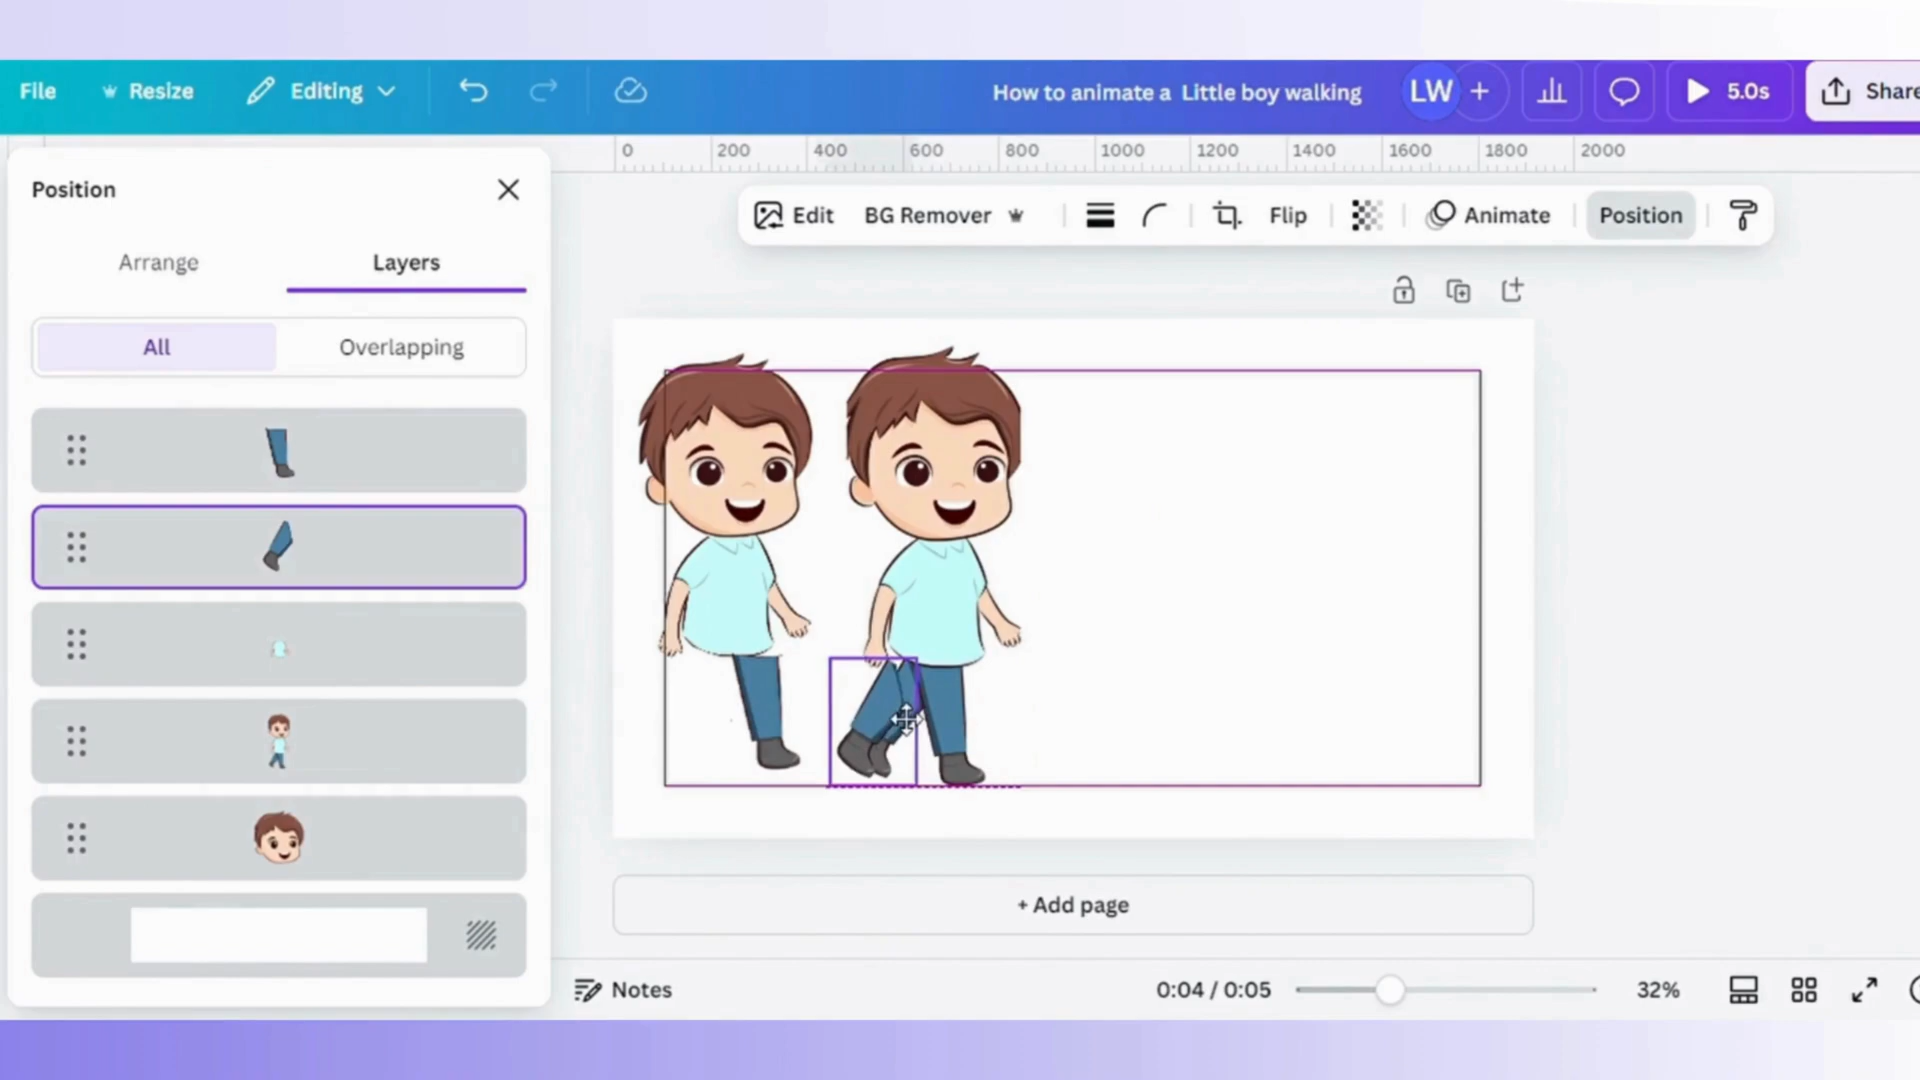 File Resize Editing How to animate a Little boy walking LW + 5.0s Share
0 200 400 600 800 1000 1200 1400 1600 1800 2000
Position
Edit BG Remover Flip Animate Position
Arrange Layers
All Overlapping
+ Add page
Notes 0:04 / 0:05 32%